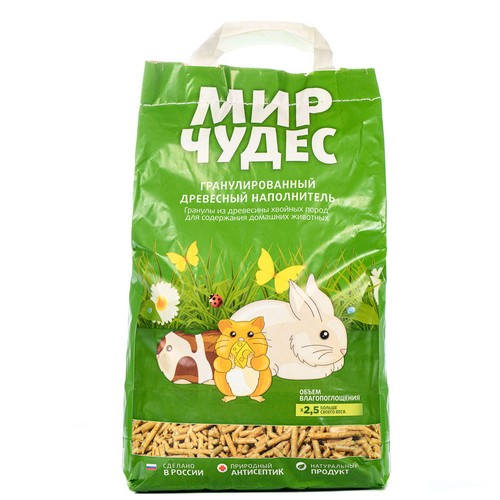 МИР
ЧУДЕС
ГРАНУЛИРОВАННЫЙ
ДРЕВЕСНЫЙ НАПОЛНИТЕЛЬ
Гранулы из древесины хвойных пород
для содержания домашних животных
ОБЪЕМ
ВЛАГОПОГЛОЩЕНИЯ
×2,5 БОЛЬШЕ
СВОЕГО ВЕСА
СДЕЛАНО
В РОССИИ
ПРИРОДНЫЙ
АНТИСЕПТИК
НАТУРАЛЬНЫЙ
ПРОДУКТ